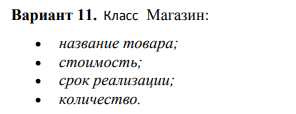 Вариант 11. Класс Магазин:
• название товара;
• стоимость;
• срок реализации;
• количество.